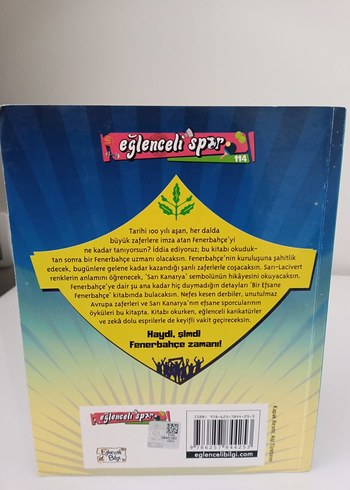 eğlenceli spor
114
Tarihi 100 yılı aşan, her dalda
büyük zaferlere imza atan Fenerbahçe'yi
ne kadar tanıyorsun? İddia ediyoruz; bu kitabı okuduk-
tan sonra bir Fenerbahçe uzmanı olacaksın. Fenerbahçe'nin kuruluşuna şahitlik
edecek, bugünlere gelene kadar kazandığı şanlı zaferlerle coşacaksın. Sarı-Lacivert
renklerin anlamını öğrenecek, 'Sarı Kanarya' sembolünün hikâyesini okuyacaksın.
Fenerbahçe'ye dair şu ana kadar hiç duymadığın detayları 'Bir Efsane
Fenerbahçe' kitabında bulacaksın. Nefes kesen derbiler, unutulmaz
Avrupa zaferleri ve Sarı Kanarya'nın efsane sporcularının
öyküleri bu kitapta. Kitabı okurken, eğlenceli karikatürler
ve zekâ dolu esprilerle de keyifli vakit geçireceksin.
Haydi, şimdi
Fenerbahçe zamanı!
eğlenceli spor
Eğlenceli
Bilgi
eglencelibilgi.com